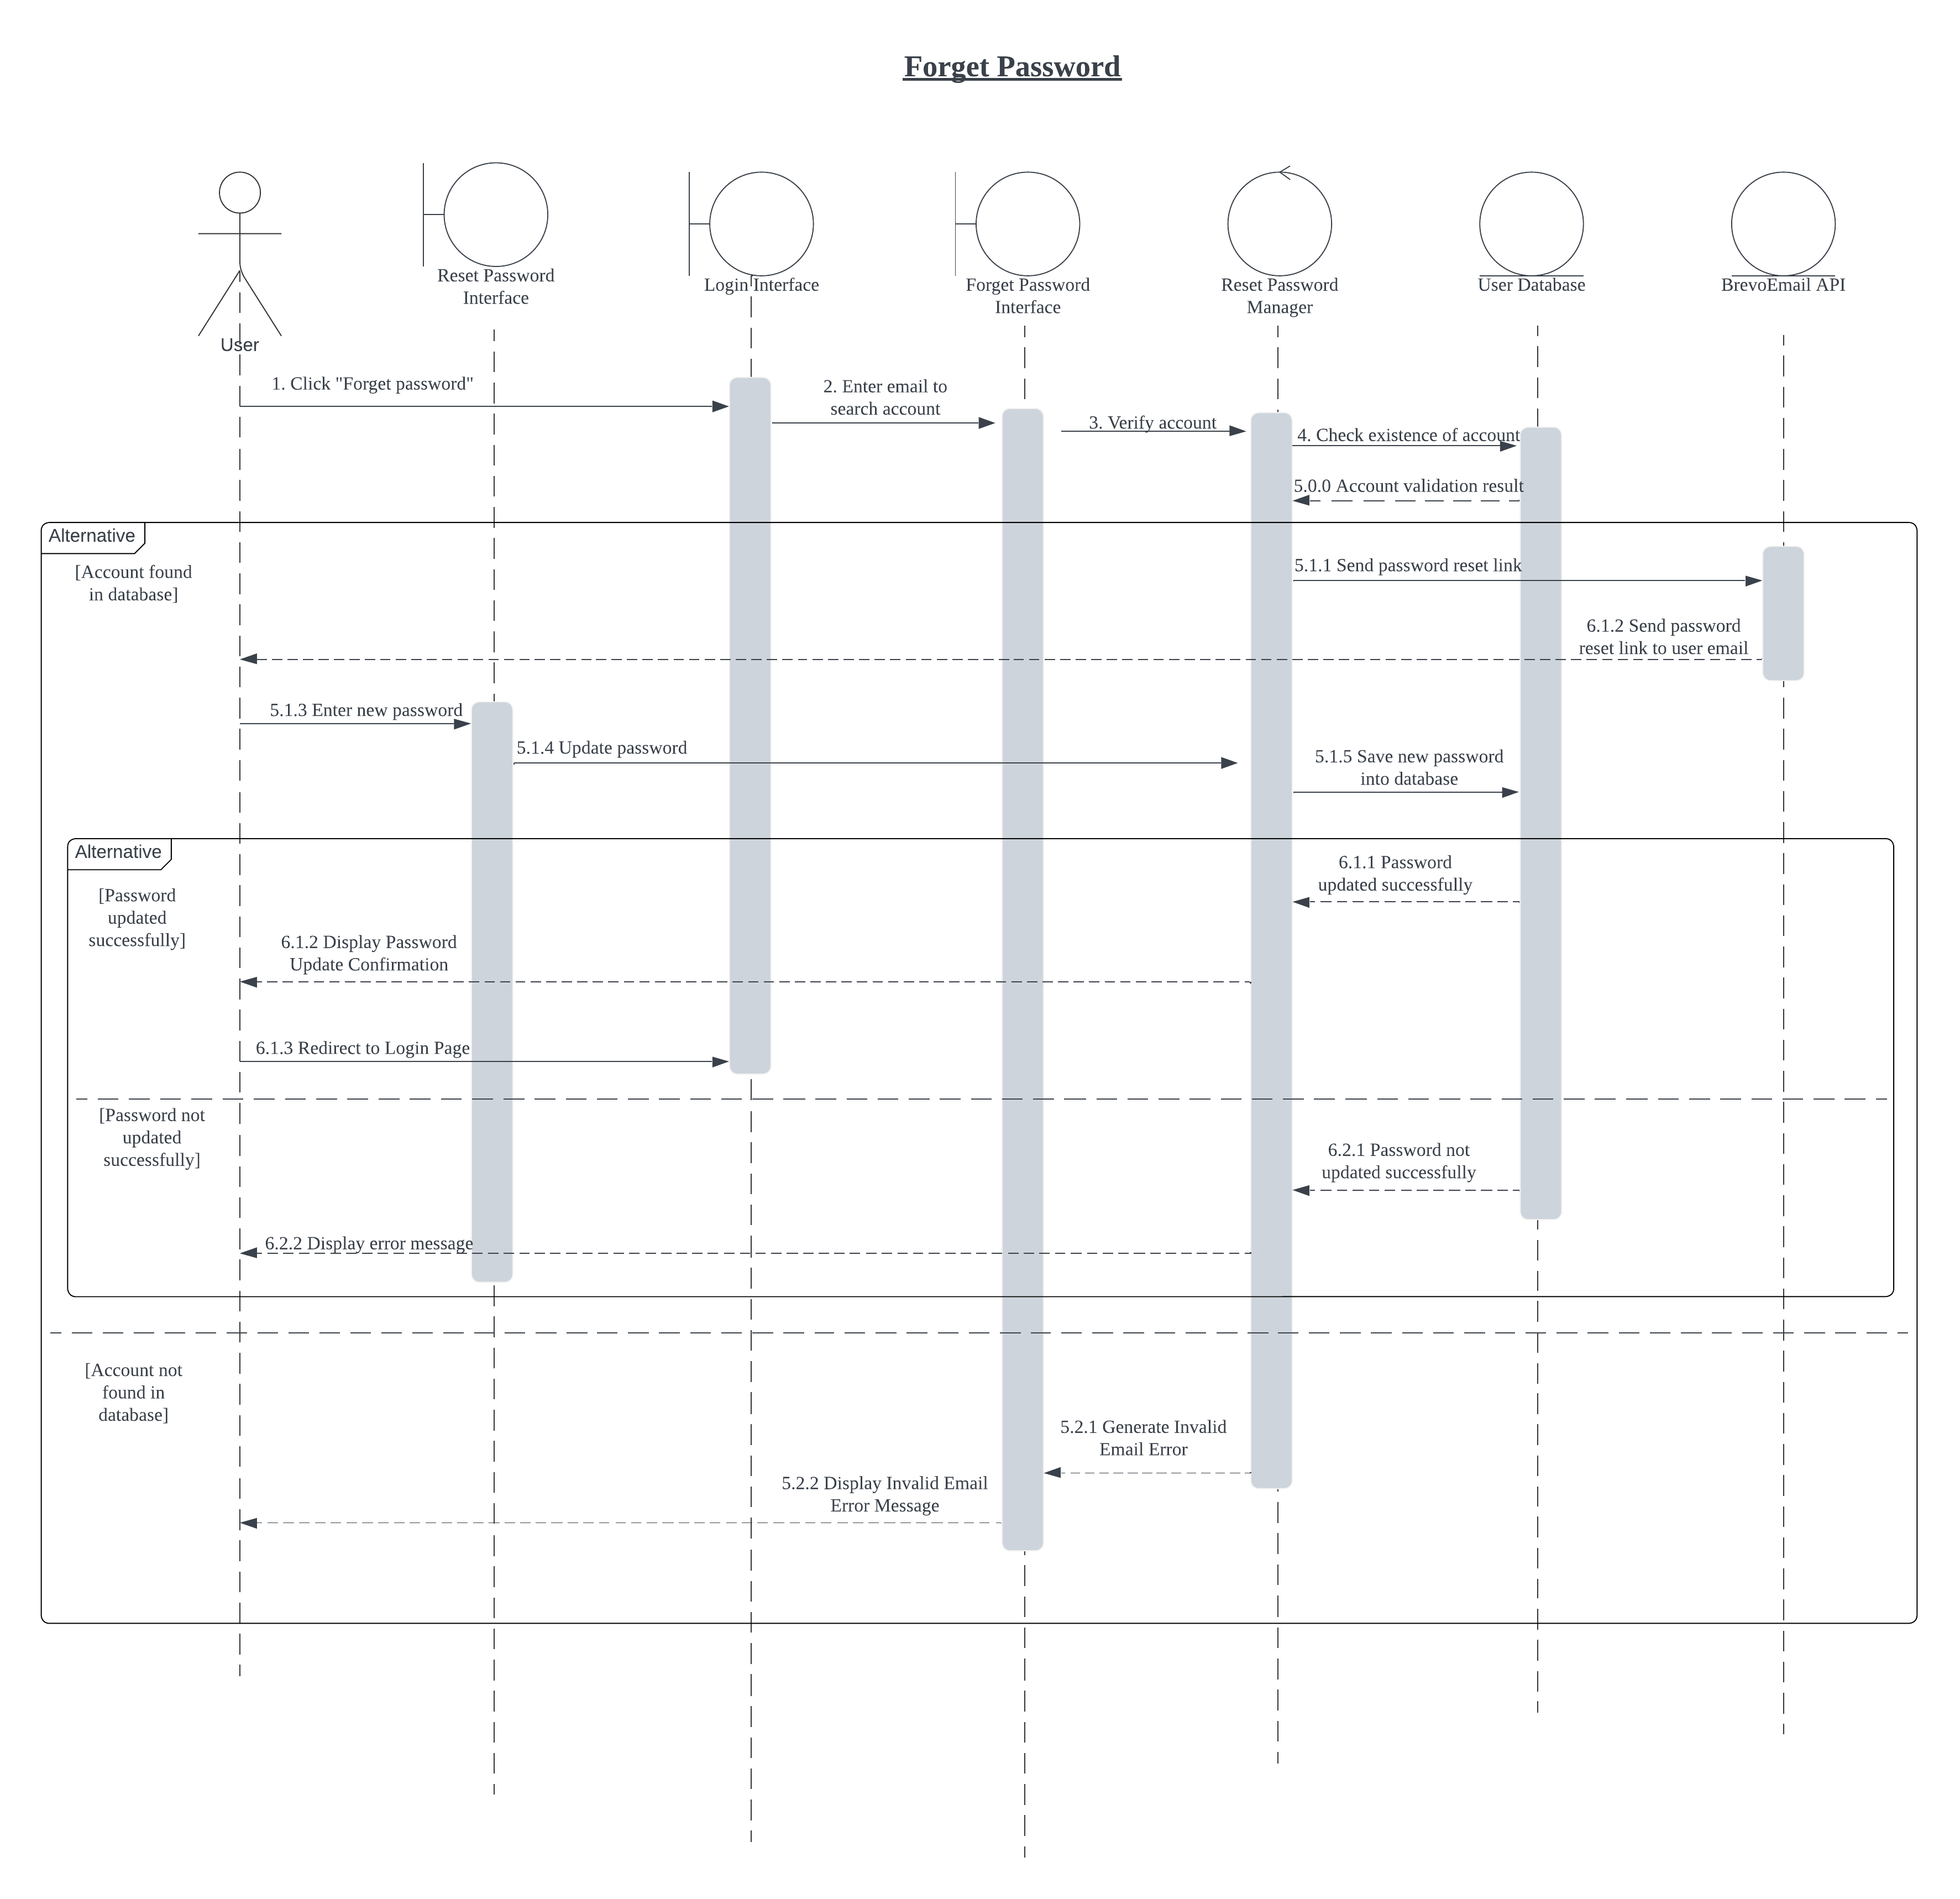 Forget Password
Reset Password
Interface
Login Interface
Forget Password
Interface
Reset Password
Manager
User Database
BrevoEmail API
User
1. Click "Forget password"
2. Enter email to
search account
3. Verify account
4. Check existence of account
5.0.0 Account validation result
Alternative
[Account found
in database]
5.1.1 Send password reset link
6.1.2 Send password
reset link to user email
5.1.3 Enter new password
5.1.4 Update password
5.1.5 Save new password
into database
Alternative
[Password
updated
successfully]
6.1.1 Password
updated successfully
6.1.2 Display Password
Update Confirmation
6.1.3 Redirect to Login Page
[Password not
updated
successfully]
6.2.1 Password not
updated successfully
6.2.2 Display error message
[Account not
found in
database]
5.2.1 Generate Invalid
Email Error
5.2.2 Display Invalid Email
Error Message